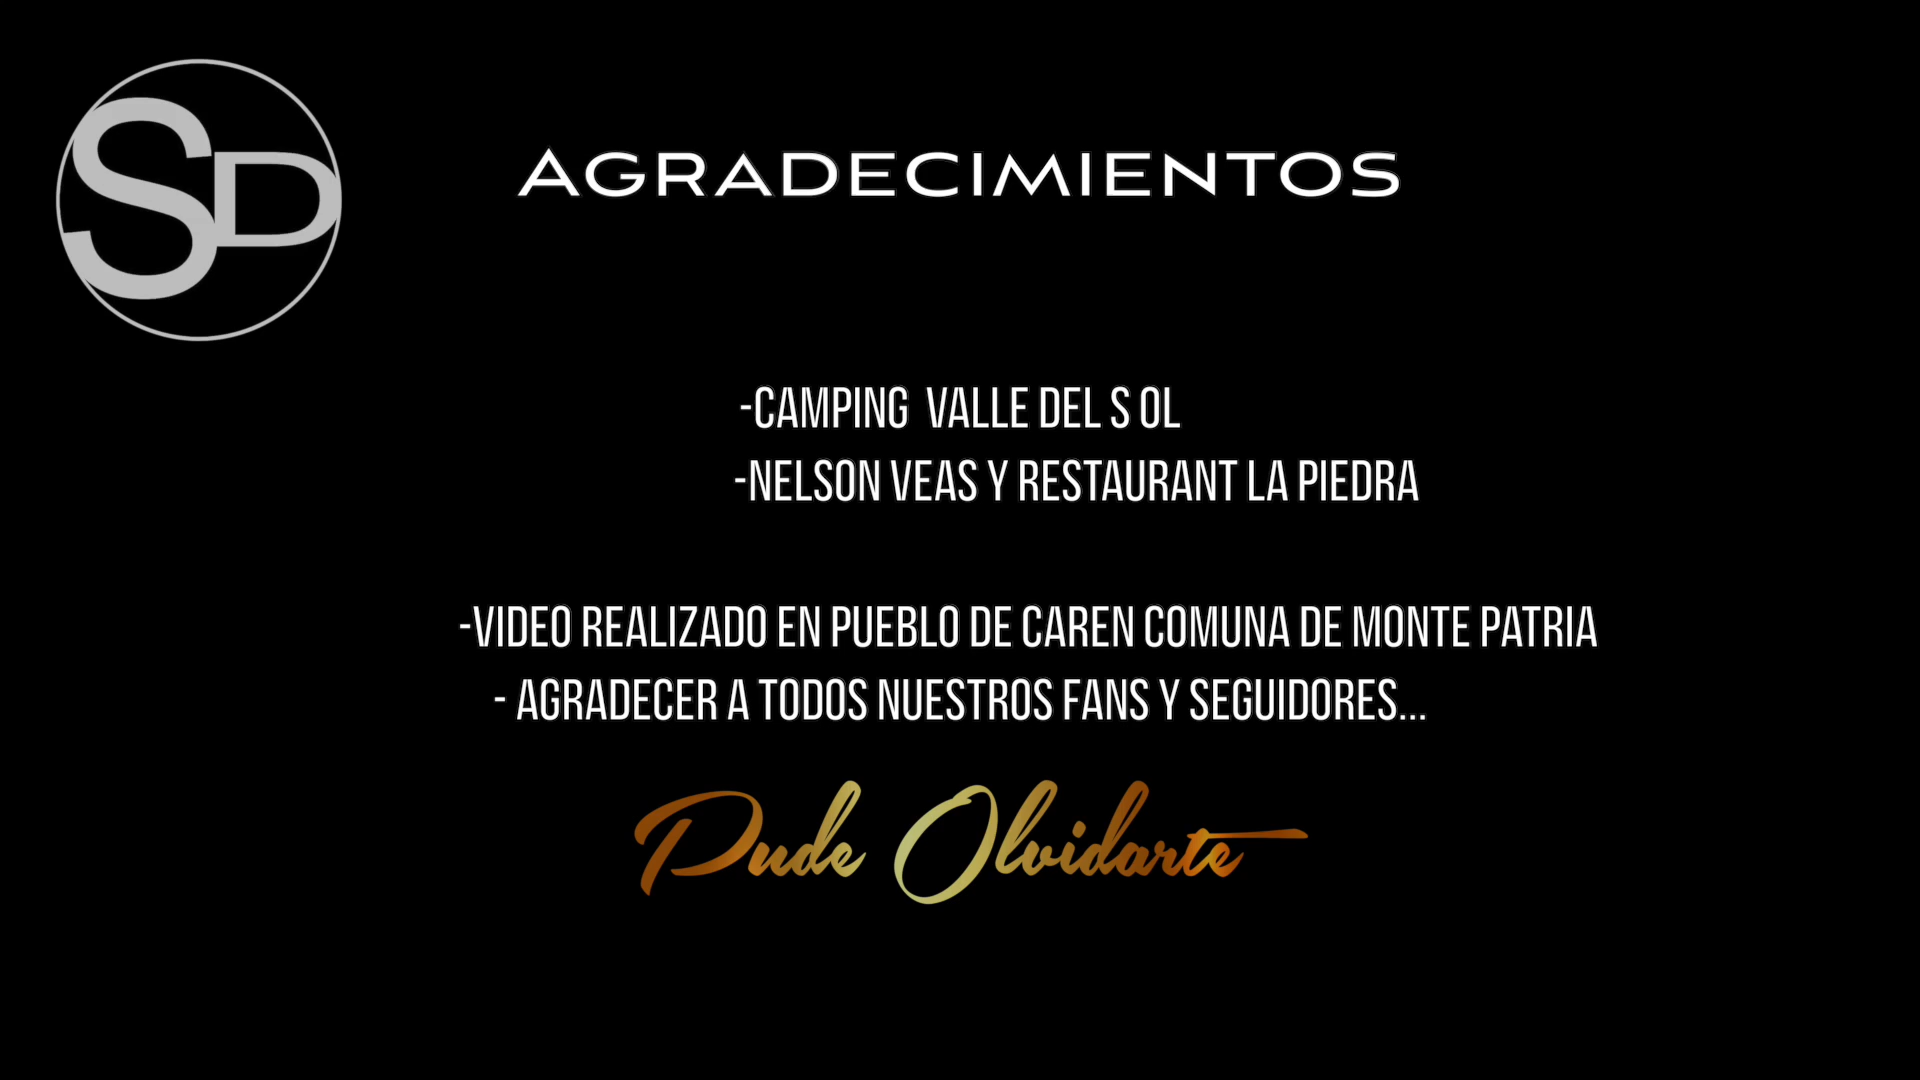 SD
AGRADECIMIENTOS
-CAMPING VALLE DEL S OL
-NELSON VEAS Y RESTAURANT LA PIEDRA
-VIDEO REALIZADO EN PUEBLO DE CAREN COMUNA DE MONTE PATRIA
- AGRADECER A TODOS NUESTROS FANS Y SEGUIDORES...
Pude Olvidarte